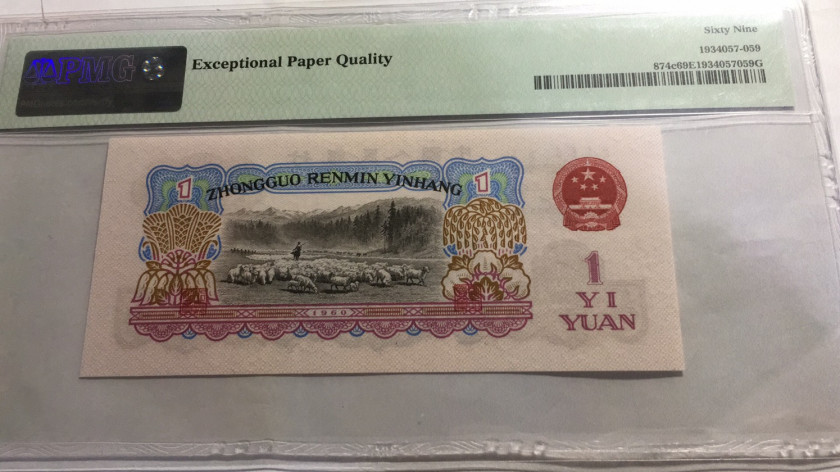 PMG
Exceptional Paper Quality
Sixty Nine
1934057-059
874c69E1934057059G
1
ZHONGGUO RENMIN YINHANG
1
1960
1
YI
YUAN